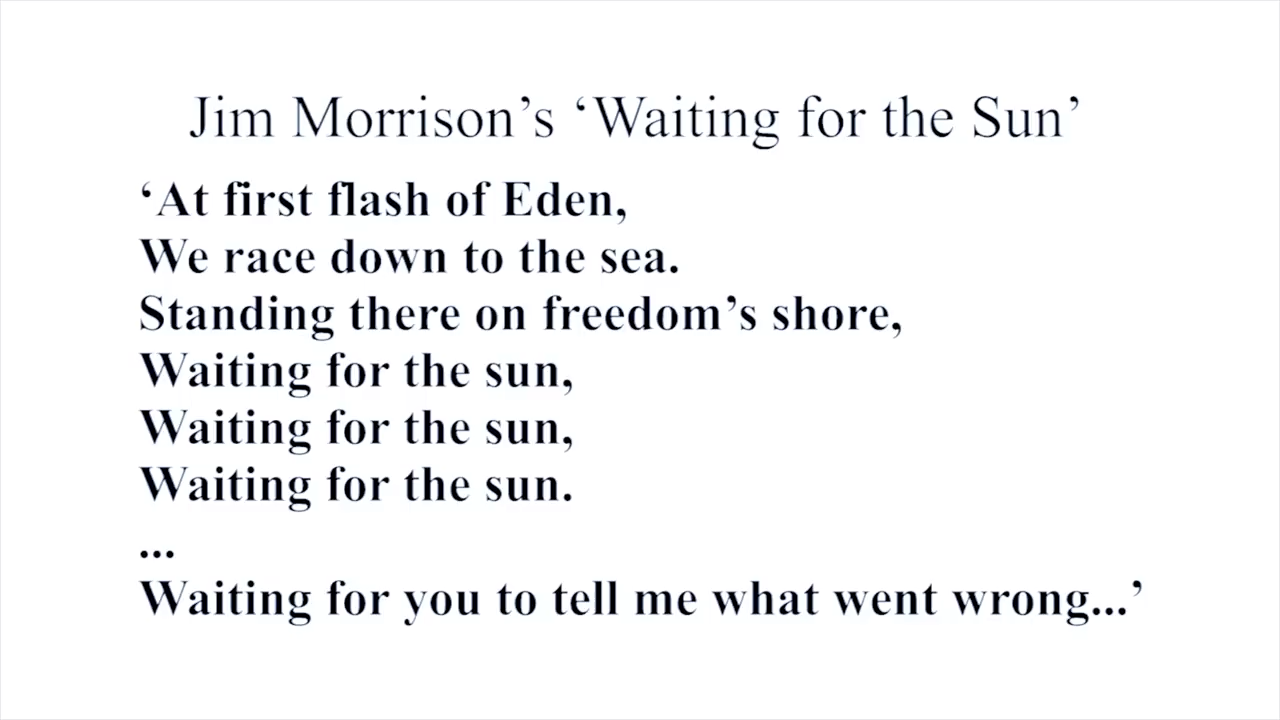 Jim Morrison’s ‘Waiting for the Sun’
‘At first flash of Eden,
We race down to the sea.
Standing there on freedom’s shore,
Waiting for the sun,
Waiting for the sun,
Waiting for the sun.
...
Waiting for you to tell me what went wrong...’